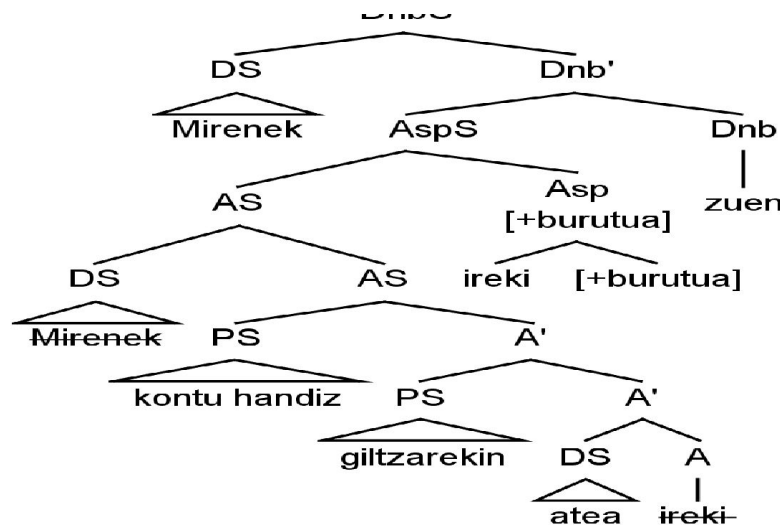 DnbS
DS Dnb'
Mirenek AspS Dnb
AS Asp zuen
[+burutua]
DS AS ireki [+burutua]
Mirenek PS A'
kontu handiz PS A'
giltzarekin DS A
atea ireki